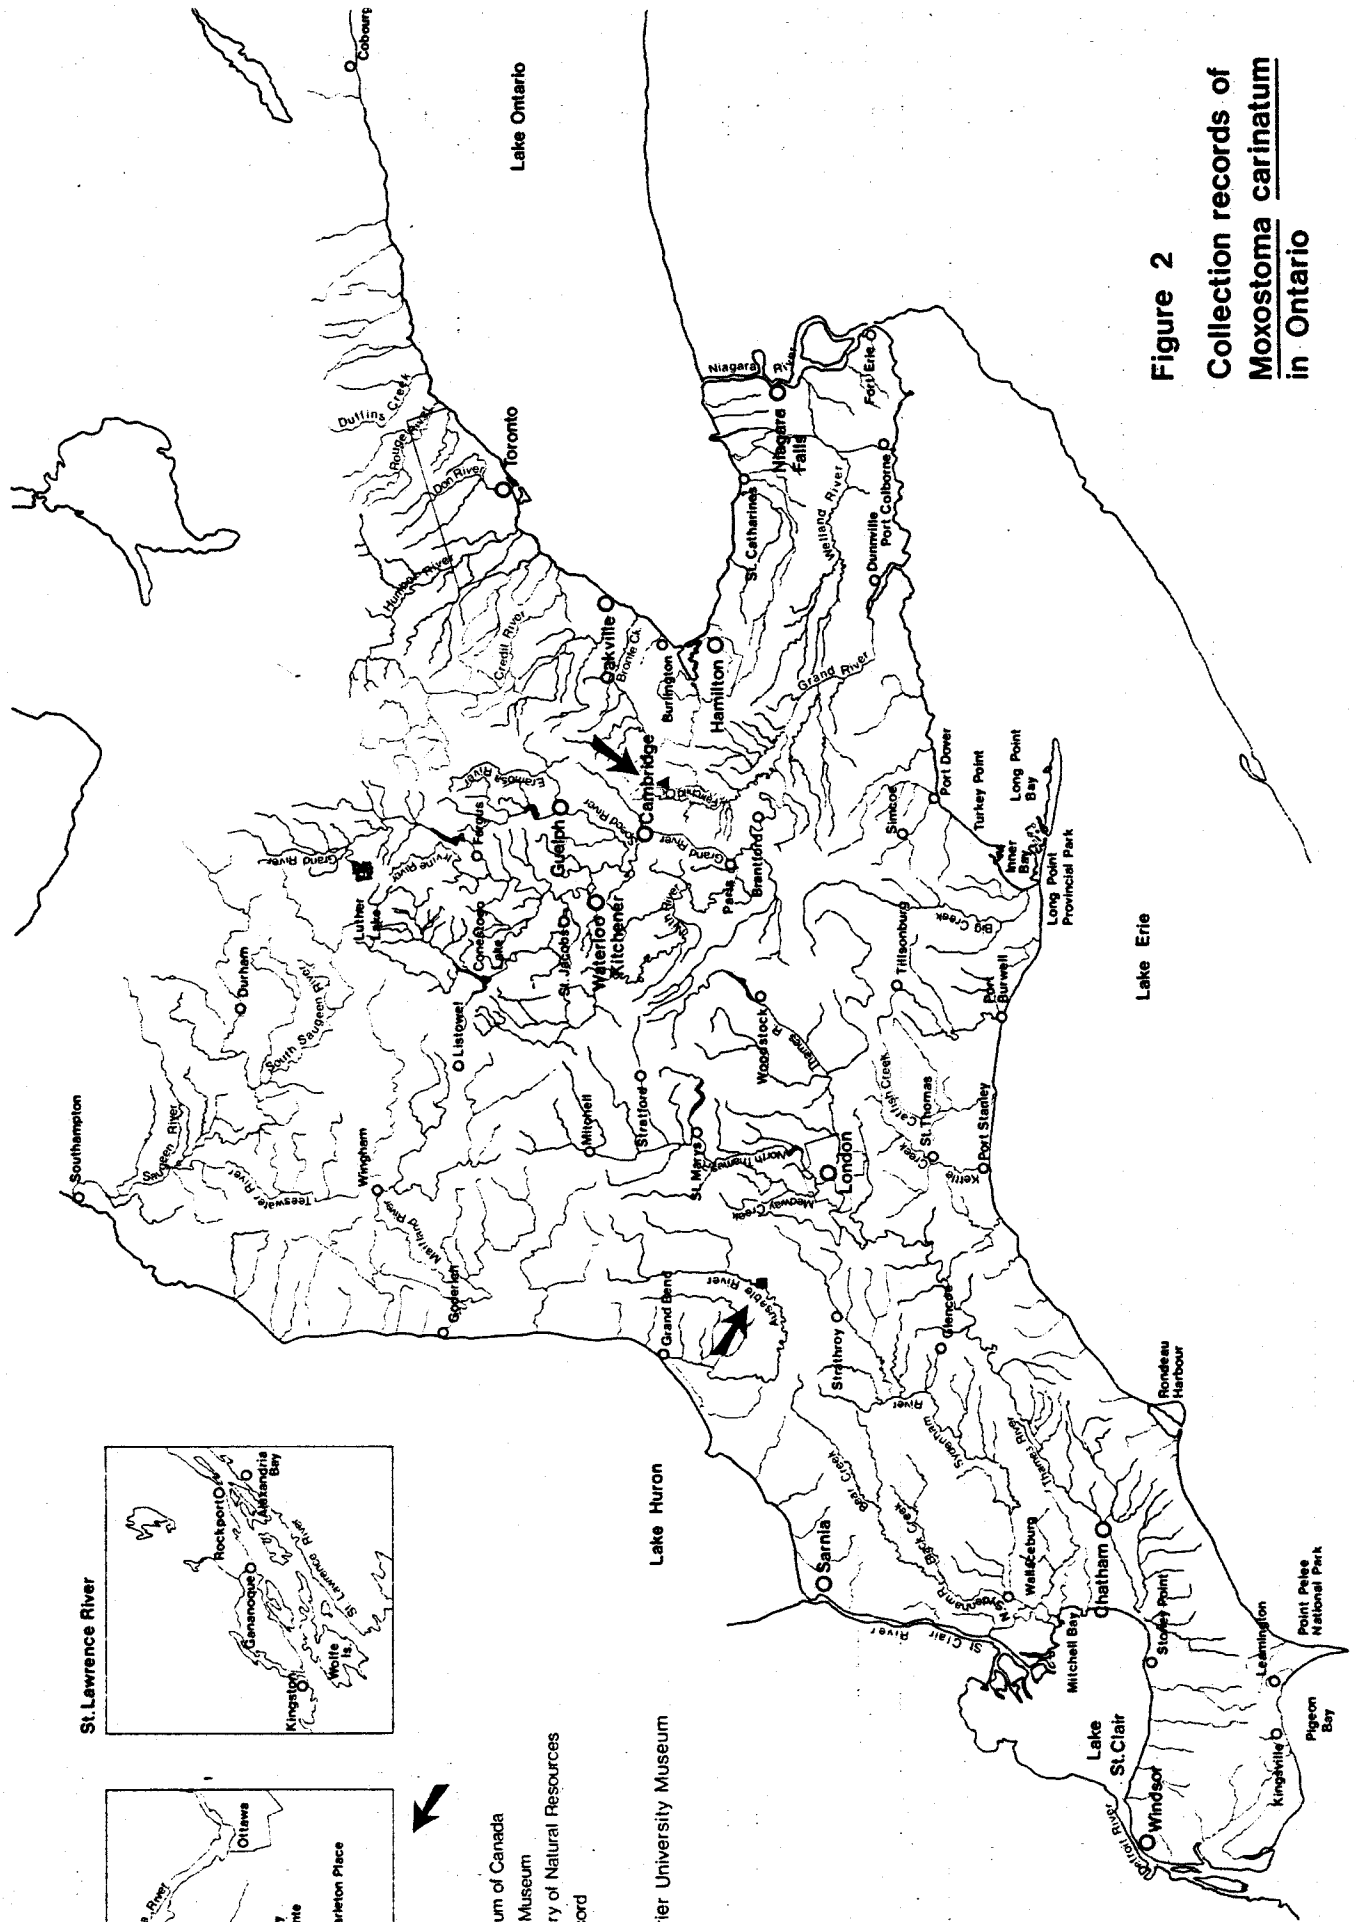 Figure 2
Collection records of
Moxostoma carinatum
in Ontario
St. Lawrence River
Rockport
Alexandria
Bay
Gananoque
St Lawrence River
Kingston
Wolfe
Is.
River
Ottawa
arleton Place
um of Canada
Museum
ry of Natural Resources
cord
rier University Museum
Southampton
Saugeen River
Teeswater River
South Saugeen R.
Durham
Wingham
Maitland River
Goderich
Listowel
Luther
Lake
Grand River
Irvine River
Fergus
Conestogo
Lake
Eramosa River
Guelph
Speed River
St. Jacobs
Waterloo
Kitchener
Cambridge
Grand River
Paris
Brantford
Mitchell
Stratford
St. Marys
North Thames
Medway Creek
Woodstock
Thames R.
London
Grand Bend
Ausable River
Lake Huron
Strathroy
Glencoe
Sydenham River
Bear Creek
Black Creek
N. Sydenham R.
Sarnia
St Clair
River
Wallaceburg
Thames River
Chatham
Mitchell Bay
Lake
St. Clair
Stoney Point
Windsor
Detroit River
Kingsville
Leamington
Pigeon
Bay
Point Pelee
National Park
Rondeau
Harbour
Kettle Creek
St. Thomas
Catfish Creek
Port Stanley
Port
Burwell
Tillsonburg
Big Creek
Simcoe
Port Dover
Turkey Point
Inner
Bay
Long Point
Bay
Long Point
Provincial Park
Lake Erie
Grand River
Dunnville
Port Colborne
Fort Erie
Welland River
Niagara
Falls
Niagara River
St. Catharines
Hamilton
Burlington
Bronte Ck.
Oakville
Credit River
Humber River
Don River
Toronto
Rouge River
Duffins Creek
Lake Ontario
Cobourg